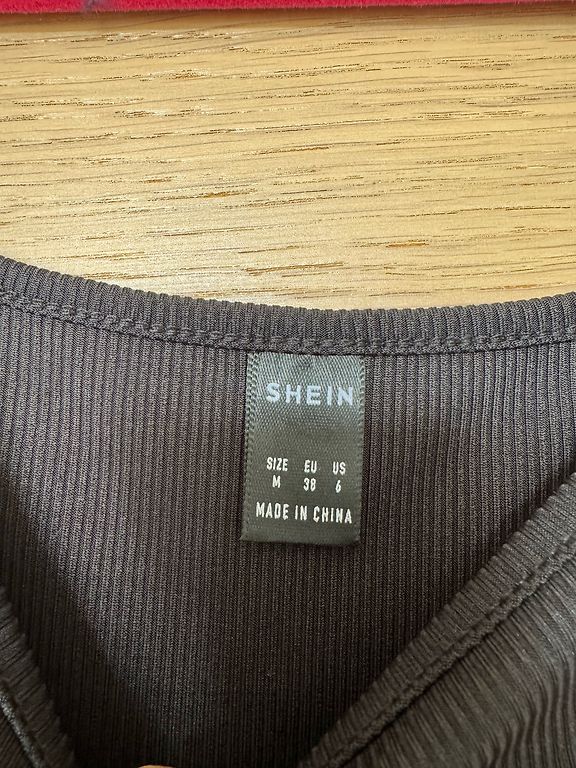 SHEIN
SIZE EU US
M 38 6
MADE IN CHINA